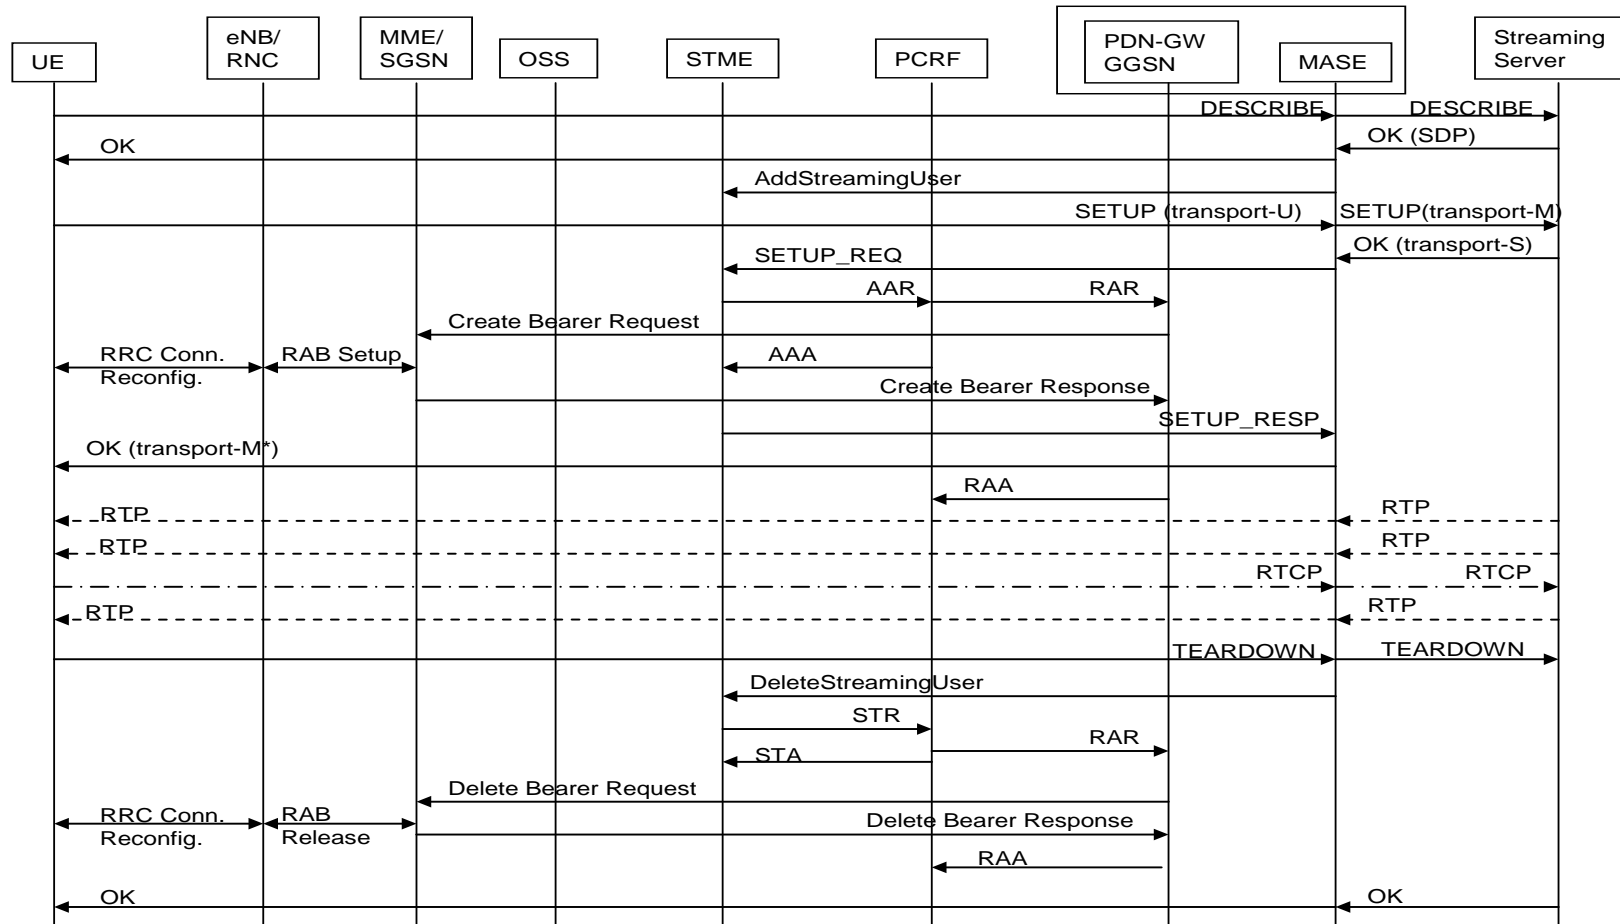 UE
eNB/
RNC
MME/
SGSN
OSS
STME
PCRF
PDN-GW
GGSN
MASE
Streaming
Server
DESCRIBE
DESCRIBE
OK (SDP)
OK
AddStreamingUser
SETUP (transport-U)
SETUP(transport-M)
OK (transport-S)
SETUP_REQ
AAR
RAR
Create Bearer Request
RRC Conn.
Reconfig.
RAB Setup
AAA
Create Bearer Response
SETUP_RESP
OK (transport-M*)
RAA
RTP
RTP
RTP
RTP
RTCP
RTCP
RTP
RTP
TEARDOWN
TEARDOWN
DeleteStreamingUser
STR
RAR
STA
Delete Bearer Request
RRC Conn.
Reconfig.
RAB
Release
Delete Bearer Response
RAA
OK
OK